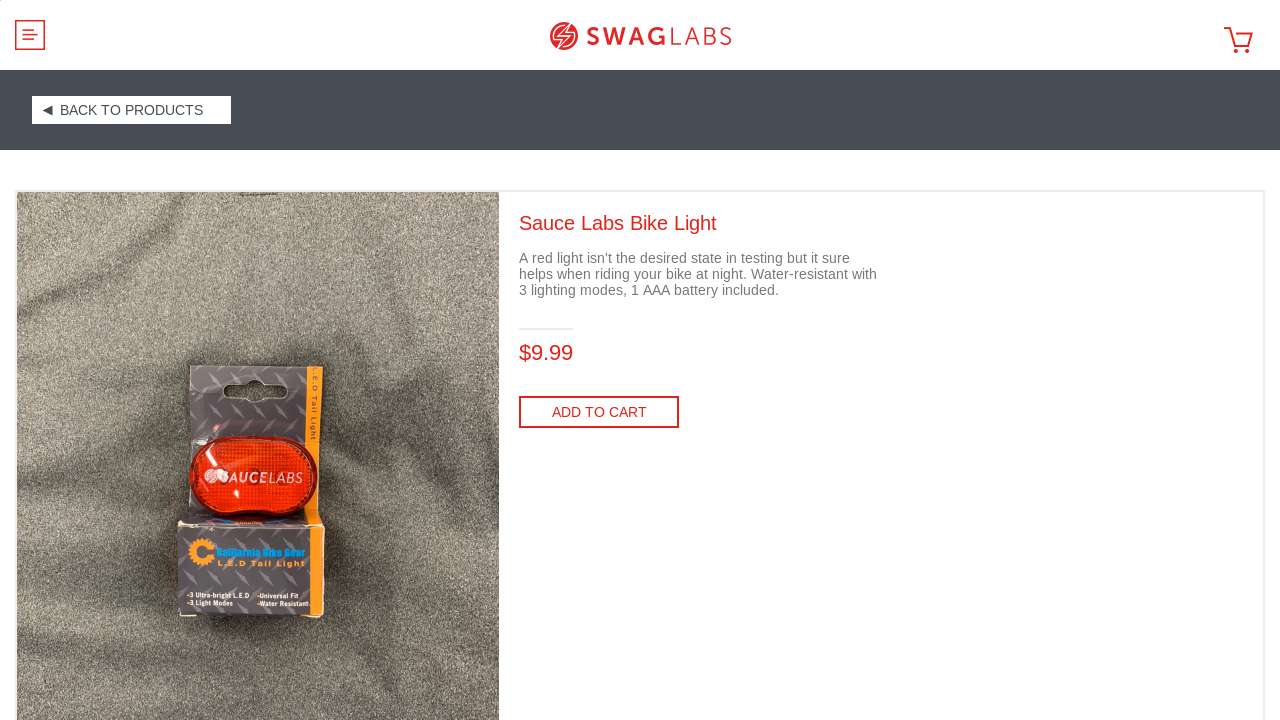 SWAGLABS
◄ BACK TO PRODUCTS
Sauce Labs Bike Light
A red light isn't the desired state in testing but it sure
helps when riding your bike at night. Water-resistant with
3 lighting modes, 1 AAA battery included.
$9.99
ADD TO CART
L.E.D Tail Light
SAUCELABS
California Bike Gear
L.E.D Tail Light
-3 Ultra-bright L.E.D -Universal Fit
-3 Light Modes -Water Resistant